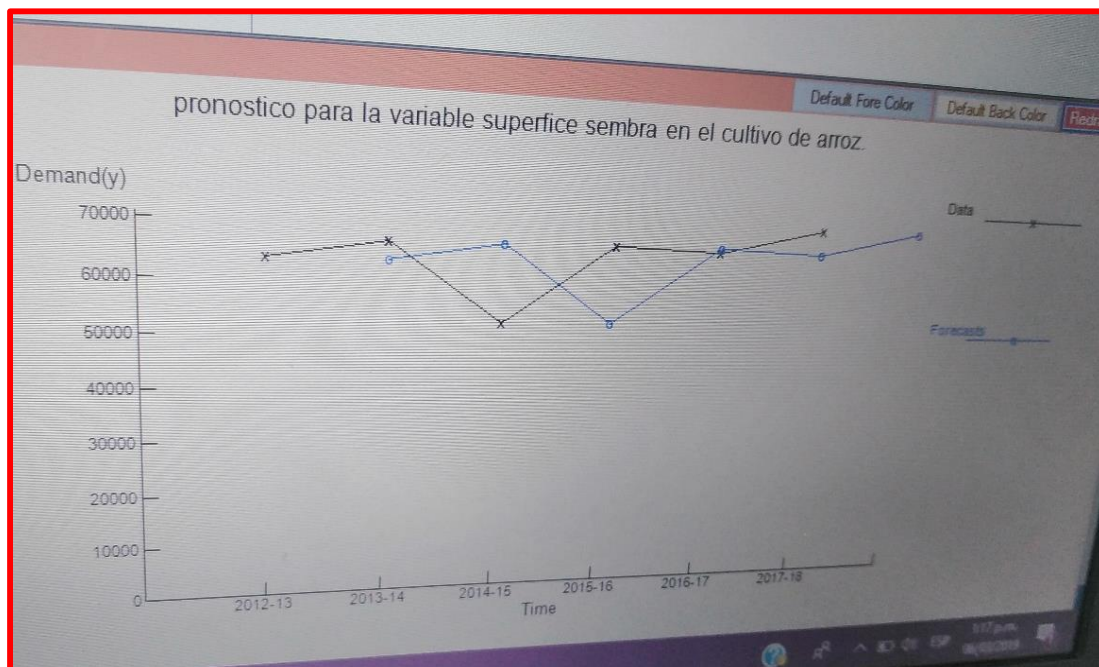 Default Fore Color
Default Back Color
pronostico para la variable superfice sembra en el cultivo de arroz.
Demand(y)
70000
60000
50000
40000
30000
20000
10000
0
Data
Forecasts
2012-13
2013-14
2014-15
2015-16
2016-17
2017-18
Time
ESP